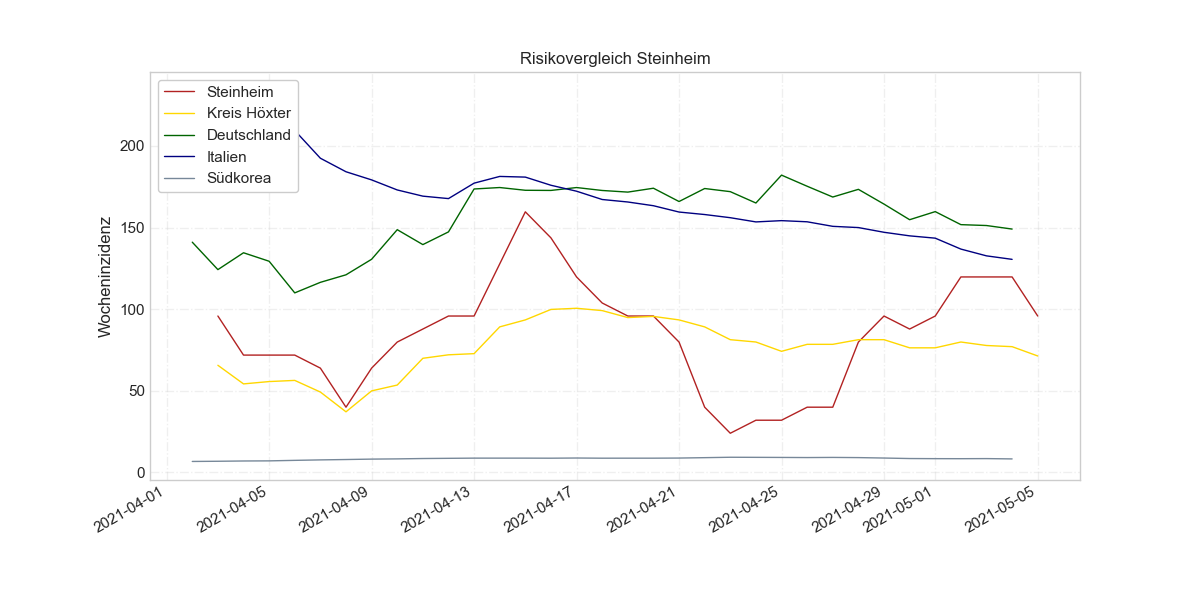 Risikovergleich Steinheim
Steinheim
Kreis Höxter
Deutschland
Italien
Südkorea
Wocheninzidenz
200
150
100
50
0
2021-04-01
2021-04-05
2021-04-09
2021-04-13
2021-04-17
2021-04-21
2021-04-25
2021-04-29
2021-05-01
2021-05-05